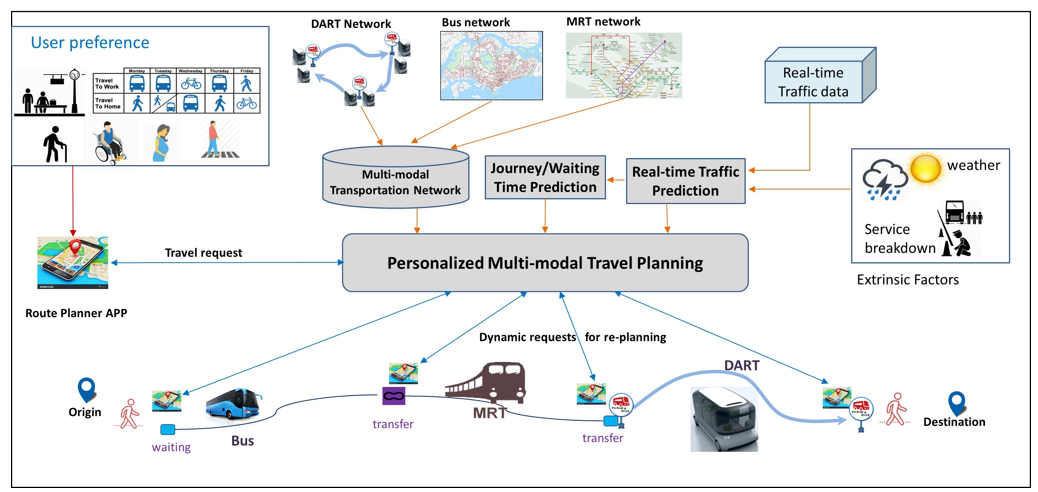 User preference
Monday Tuesday Wednesday Thursday Friday
Travel
To Work
Travel
To Home
DART Network
Bus network
MRT network
Real-time
Traffic data
Multi-modal
Transportation Network
Journey/Waiting
Time Prediction
Real-time Traffic
Prediction
weather
Service
breakdown
Extrinsic Factors
Travel request
Personalized Multi-modal Travel Planning
Route Planner APP
Dynamic requests for re-planning
Origin
waiting
Bus
transfer
MRT
transfer
DART
Destination